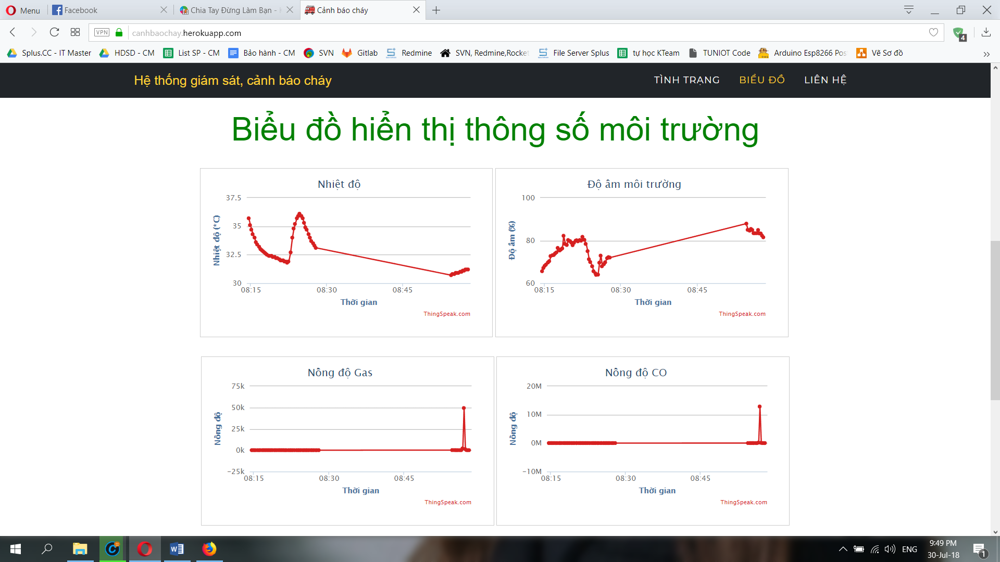 Menu
Facebook
Chia Tay Đừng Làm Bạn -
Cảnh báo cháy
VPN
canhbaochay.herokuapp.com
4
Splus.CC - IT Master
HDSD - CM
List SP - CM
Bảo hành - CM
SVN
Gitlab
Redmine
SVN, Redmine,Rocket
File Server Splus
tự học KTeam
TUNIOT Code
Arduino Esp8266 Pos
Vẽ Sơ đồ
Hệ thống giám sát, cảnh báo cháy
TÌNH TRẠNG
BIỂU ĐỒ
LIÊN HỆ
Biểu đồ hiển thị thông số môi trường
Nhiệt độ
Nhiệt độ (*C)
37.5
35
32.5
30
08:15
08:30
08:45
Thời gian
ThingSpeak.com
Độ ẩm môi trường
Độ ẩm (%)
100
80
60
08:15
08:30
08:45
Thời gian
ThingSpeak.com
Nồng độ Gas
Nồng độ
75k
50k
25k
0k
-25k
08:15
08:30
08:45
Thời gian
ThingSpeak.com
Nồng độ CO
Nồng độ
20M
10M
0M
-10M
08:15
08:30
08:45
Thời gian
ThingSpeak.com
ENG
9:49 PM
30-Jul-18
1